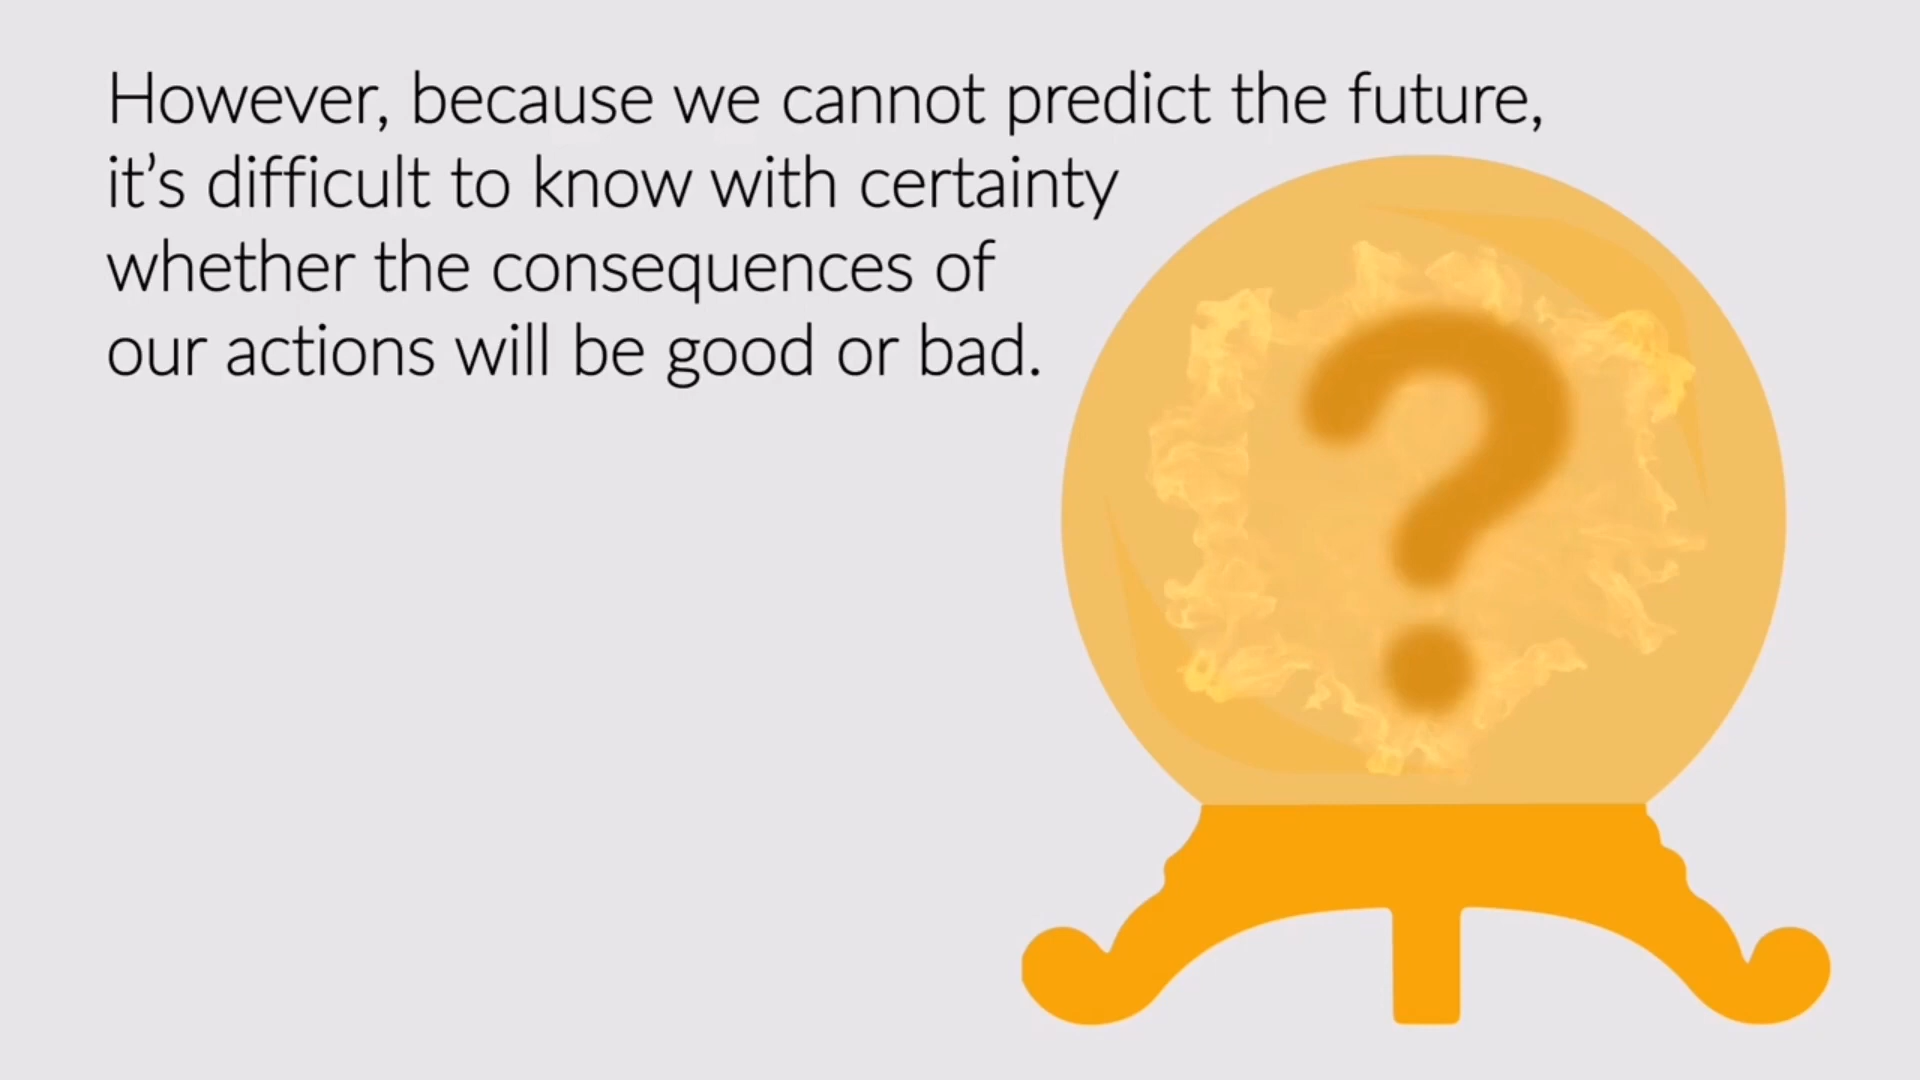 However, because we cannot predict the future,
it’s difficult to know with certainty
whether the consequences of
our actions will be good or bad.
?